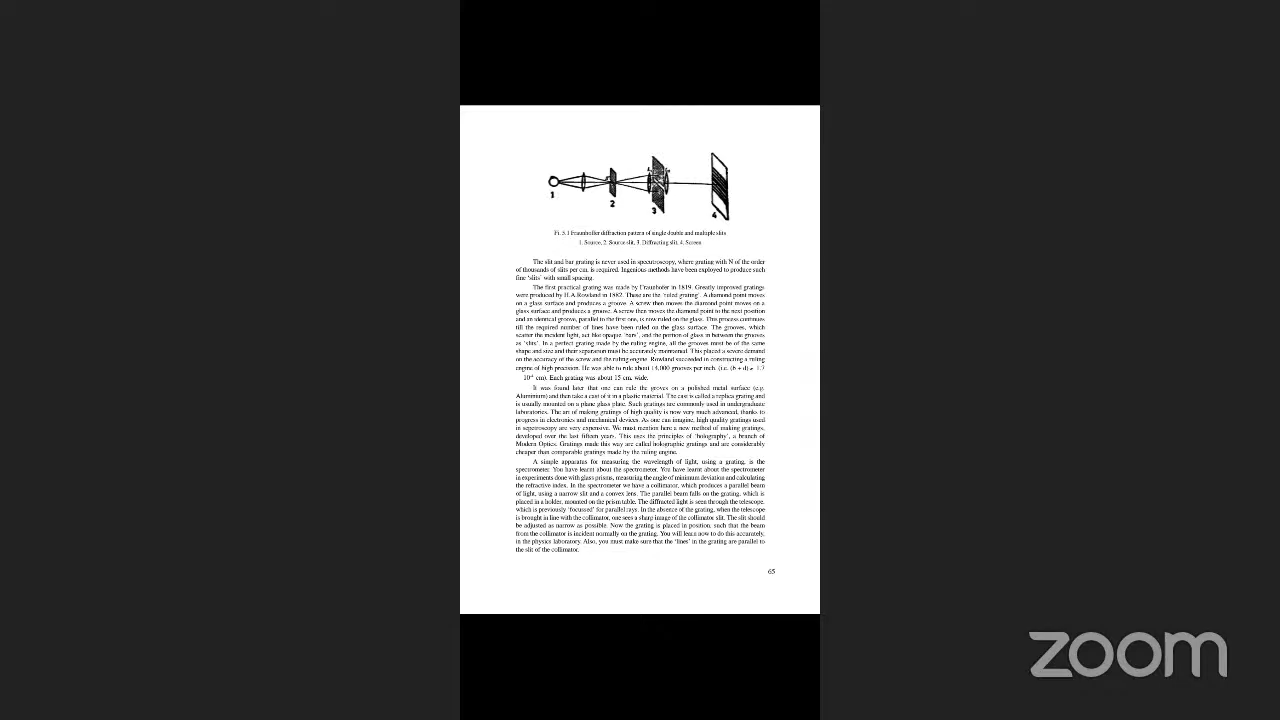 1
2
3
4
Fi. 5.1 Fraunhoffer diffraction pattern of single double and multiple slits
1. Source, 2. Source slit, 3. Diffracting slit, 4. Screen
The slit and bar grating is never used in specutroscopy, where grating with N of the order
of thousands of slits per cm, is required. Ingenious methods have been exployed to produce such
fine 'slits' with small spacing.
The first practical grating was made by Fraunhofer in 1819. Greatly improved gratings
were produced by H.A.Rowland in 1882. These are the 'ruled grating'. A diamond point moves
on a glass surface and produces a groove. A screw then moves the diamond point moves on a
glass surface and produces a groove. A screw then moves the diamond point to the next position
and an identical groove, parallel to the first one, is now ruled on the glass. This process continues
till the required number of lines have been ruled on the glass surface. The grooves, which
scatter the incident light, act like opaque 'bars', and the portion of glass in between the grooves
as 'slits'. In a perfect grating made by the ruling engine, all the grooves must be of the same
shape and size and their separation must be accurately maintained. This placed a severe demand
on the accuracy of the screw and the ruling engine. Rowland succeeded in constructing a ruling
engine of high precision. He was able to rule about 14,000 grooves per inch. (i.e. (b + d) ≠ 1.7
10⁻⁴ cm). Each grating was about 15 cm. wide.
It was found later that one can rule the groves on a polished metal surface (e.g.
Aluminium) and then take a cast of it in a plastic material. The cast is called a replica grating and
is usually mounted on a plane glass plate. Such gratings are commonly used in undergraduate
laboratories. The art of making gratings of high quality is now very much advanced, thanks to
progress in electronics and mechanical devices. As one can imagine, high quality gratings used
in sepetroscopy are very expensive. We must mention here a new method of making gratings,
developed over the last fifteen years. This uses the principles of 'holography', a branch of
Modern Optics. Gratings made this way are called holographic gratings and are considerably
cheaper than comparable gratings made by the ruling engine.
A simple apparatus for measuring the wavelength of light, using a grating, is the
spectrometer. You have learnt about the spectrometer. You have learnt about the spectrometer
in experiments done with glass prisms, measuring the angle of minimum deviation and calculating
the refractive index. In the spectrometer we have a collimator, which produces a parallel beam
of light, using a narrow slit and a convex lens. The parallel beam falls on the grating, which is
placed in a holder, mounted on the prism table. The diffracted light is seen through the telescope,
which is previously 'focussed' for parallel rays. In the absence of the grating, when the telescope
is brought in line with the collimator, one sees a sharp image of the collimator slit. The slit should
be adjusted as narrow as possible. Now the grating is placed in position, such that the beam
from the collimator is incident normally on the grating. You will learn now to do this accurately,
in the physics laboratory. Also, you must make sure that the 'lines' in the grating are parallel to
the slit of the collimator.
65
zoom